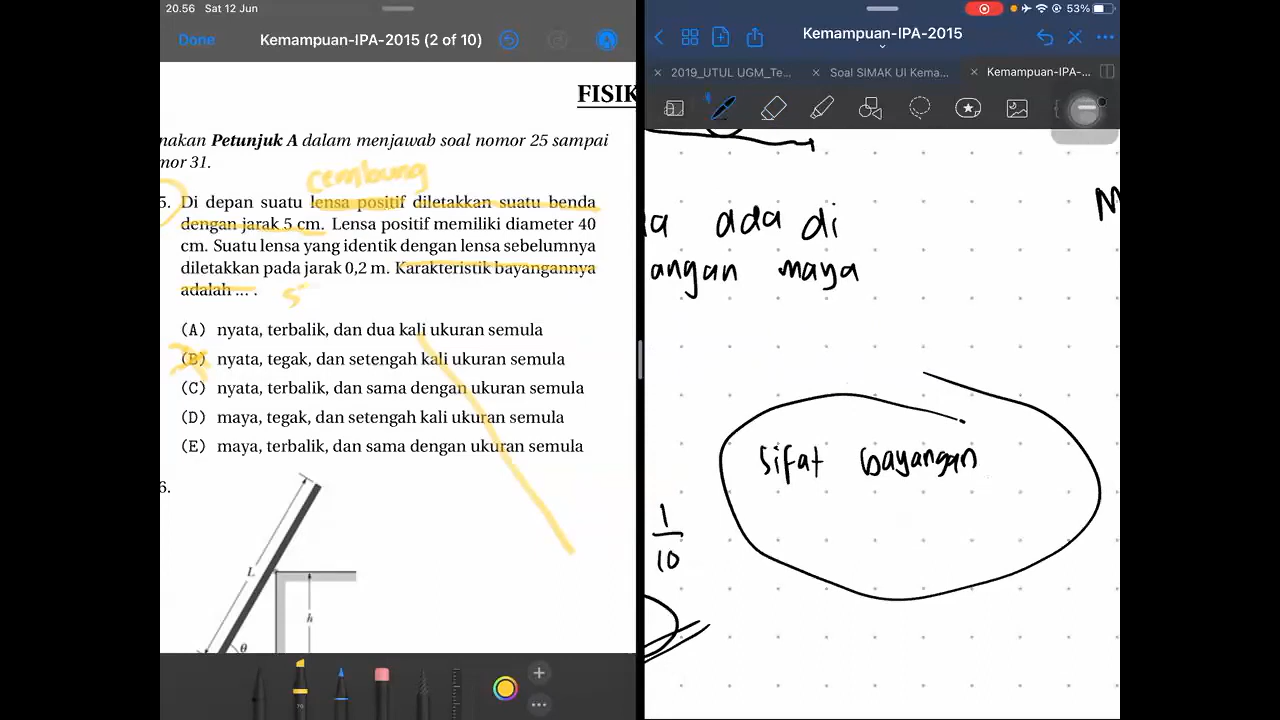 20.56 Sat 12 Jun
Done Kemampuan-IPA-2015 (2 of 10)
FISIK
nakan Petunjuk A dalam menjawab soal nomor 25 sampai
mor 31.
cembung
5. Di depan suatu lensa positif diletakkan suatu benda
dengan jarak 5 cm. Lensa positif memiliki diameter 40
cm. Suatu lensa yang identik dengan lensa sebelumnya
diletakkan pada jarak 0,2 m. Karakteristik bayangannya
adalah ... .
(A) nyata, terbalik, dan dua kali ukuran semula
(B) nyata, tegak, dan setengah kali ukuran semula
(C) nyata, terbalik, dan sama dengan ukuran semula
(D) maya, tegak, dan setengah kali ukuran semula
(E) maya, terbalik, dan sama dengan ukuran semula
6.
L
h
θ
53%
Kemampuan-IPA-2015
2019_UTUL UGM_Te... Soal SIMAK UI Kema... Kemampuan-IPA-...
a ada di
M
angan maya
sifat bayangan
1
10